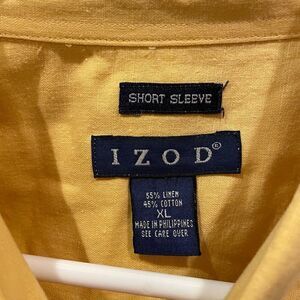 SHORT SLEEVE
IZOD®
55% LINEN
45% COTTON
XL
MADE IN PHILIPPINES
SEE CARE OVER